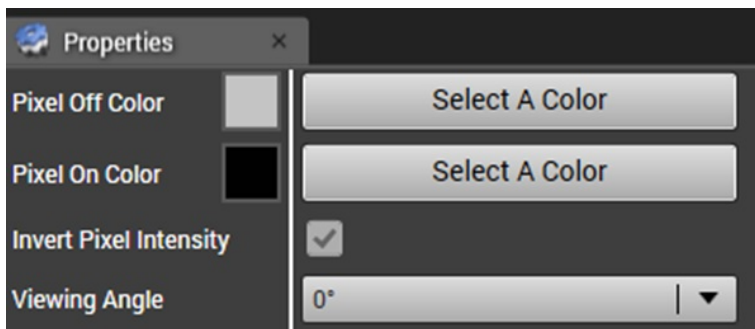 Properties
Pixel Off Color Select A Color
Pixel On Color Select A Color
Invert Pixel Intensity
Viewing Angle 0°